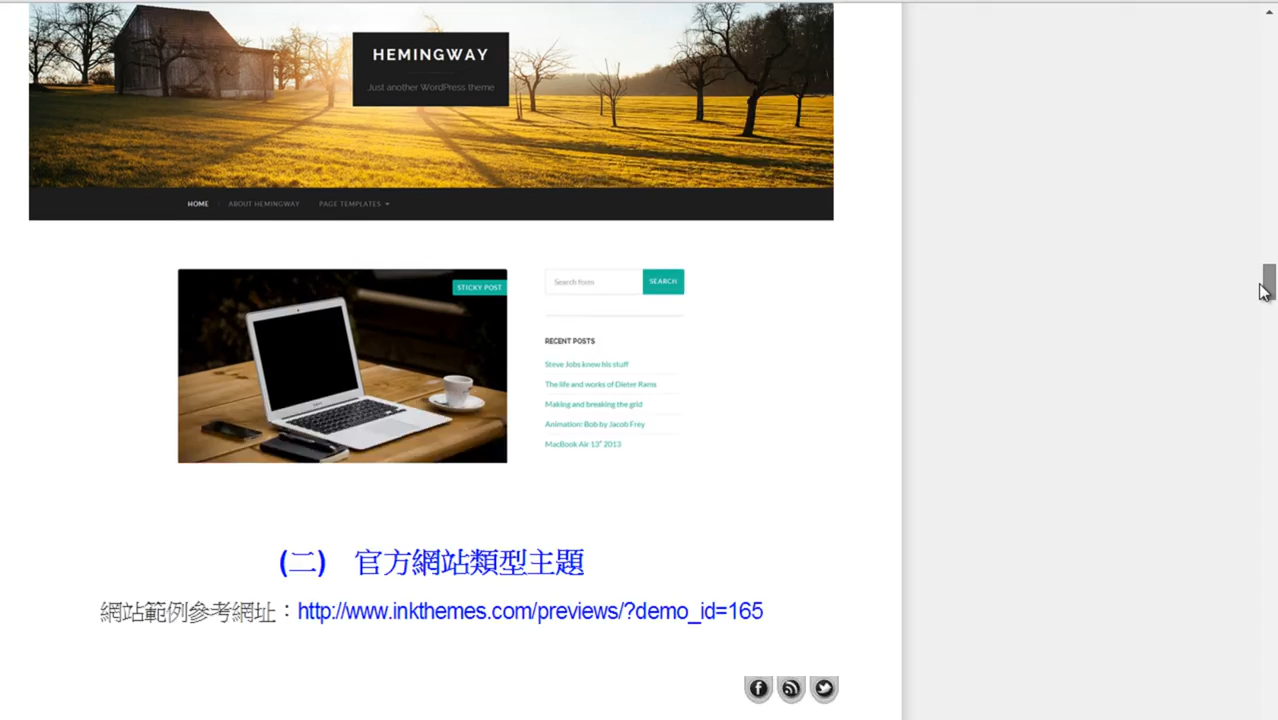 HEMINGWAY
Just another WordPress theme
HOME ABOUT HEMINGWAY PAGE TEMPLATES
STICKY POST
Search form SEARCH
RECENT POSTS
Steve Jobs knew his stuff
The life and works of Dieter Rams
Making and breaking the grid
Animation: Bob by Jacob Frey
MacBook Air 13" 2013
(二) 官方網站類型主題
網站範例參考網址：http://www.inkthemes.com/previews/?demo_id=165